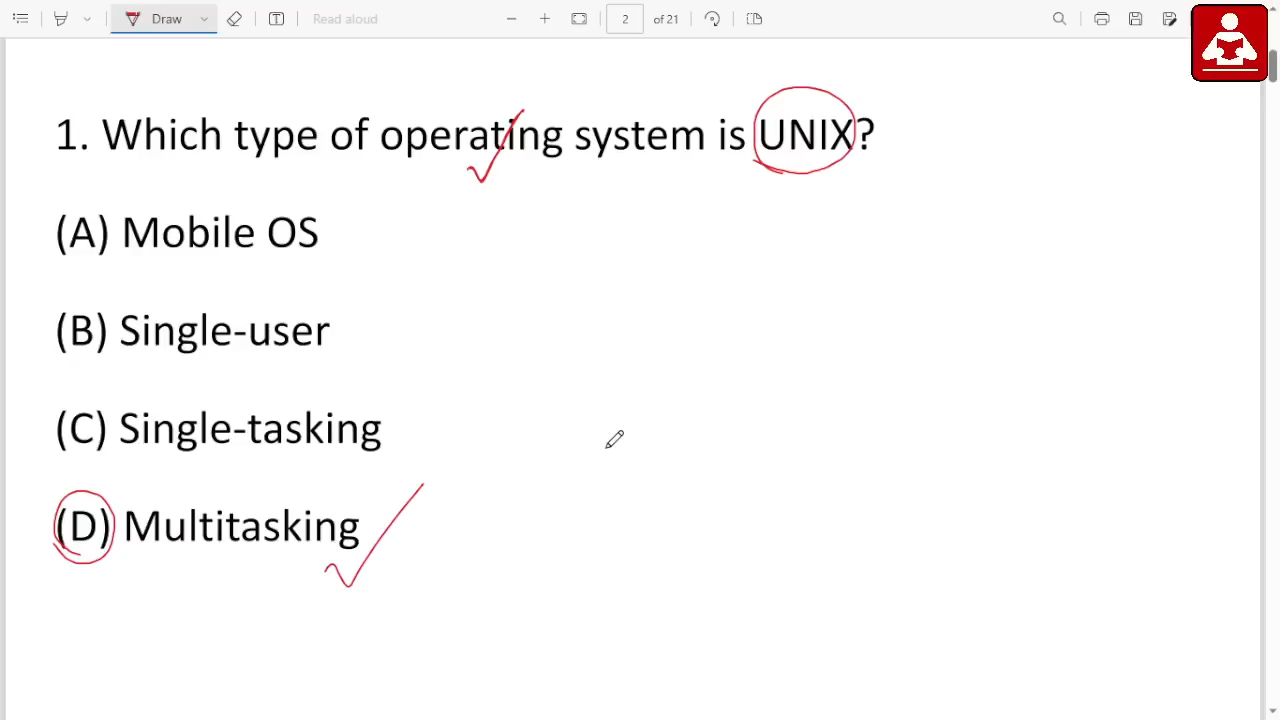 Draw
Read aloud
2 of 21
1. Which type of operating system is UNIX?
(A) Mobile OS
(B) Single-user
(C) Single-tasking
(D) Multitasking